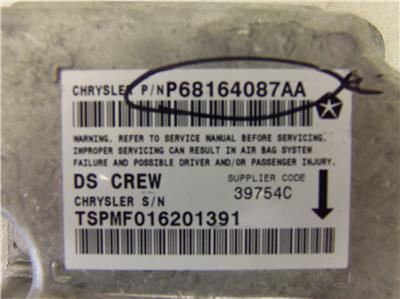 CHRYSLER P/N P68164087AA
WARNING. REFER TO SERVICE MANUAL BEFORE SERVICING.
IMPROPER SERVICING CAN RESULT IN AIR BAG SYSTEM
FAILURE AND POSSIBLE DRIVER AND/OR PASSENGER INJURY.
DS CREW SUPPLIER CODE
CHRYSLER S/N 39754C
TSPMF016201391